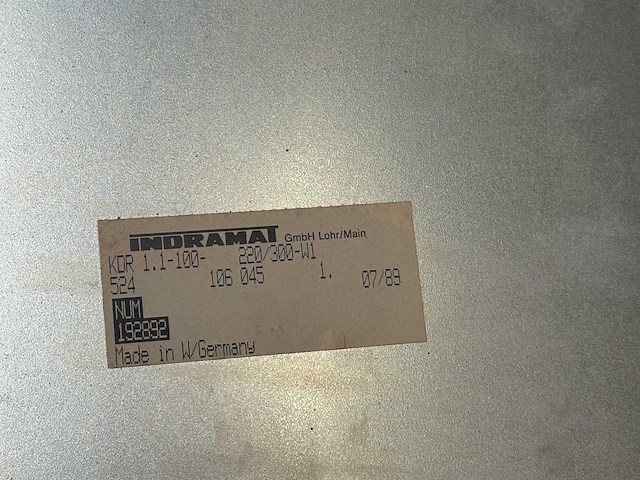 INDRAMAT GmbH Lohr/Main
KDR 1.1-100- 220/300-W1
524 106 045 1. 07/89
NUM
192892
Made in W/Germany